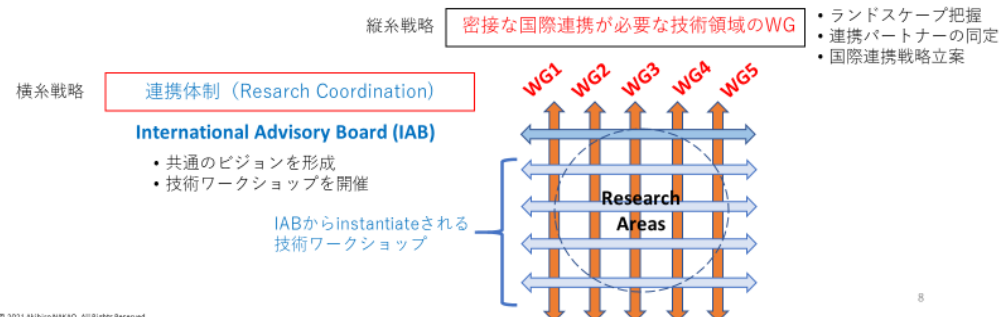 縦糸戦略
密接な国際連携が必要な技術領域のWG
• ランドスケープ把握
• 連携パートナーの同定
• 国際連携戦略立案
横糸戦略
連携体制（Resarch Coordination)
International Advisory Board (IAB)
• 共通のビジョンを形成
• 技術ワークショップを開催
WG1 WG2 WG3 WG4 WG5
IABからinstantiateされる
技術ワークショップ
Research
Areas
8
© 2021 Akihiro NAKAO, All Rights Reserved